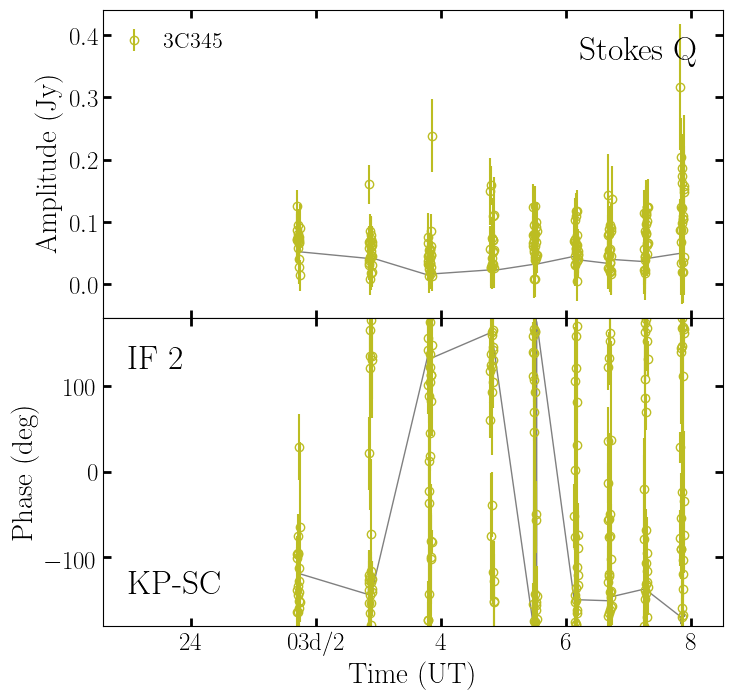 3C345
Stokes Q
0.4
0.3
0.2
0.1
0.0
Amplitude (Jy)
IF 2
100
0
−100
Phase (deg)
KP-SC
24 03d/2 4 6 8
Time (UT)